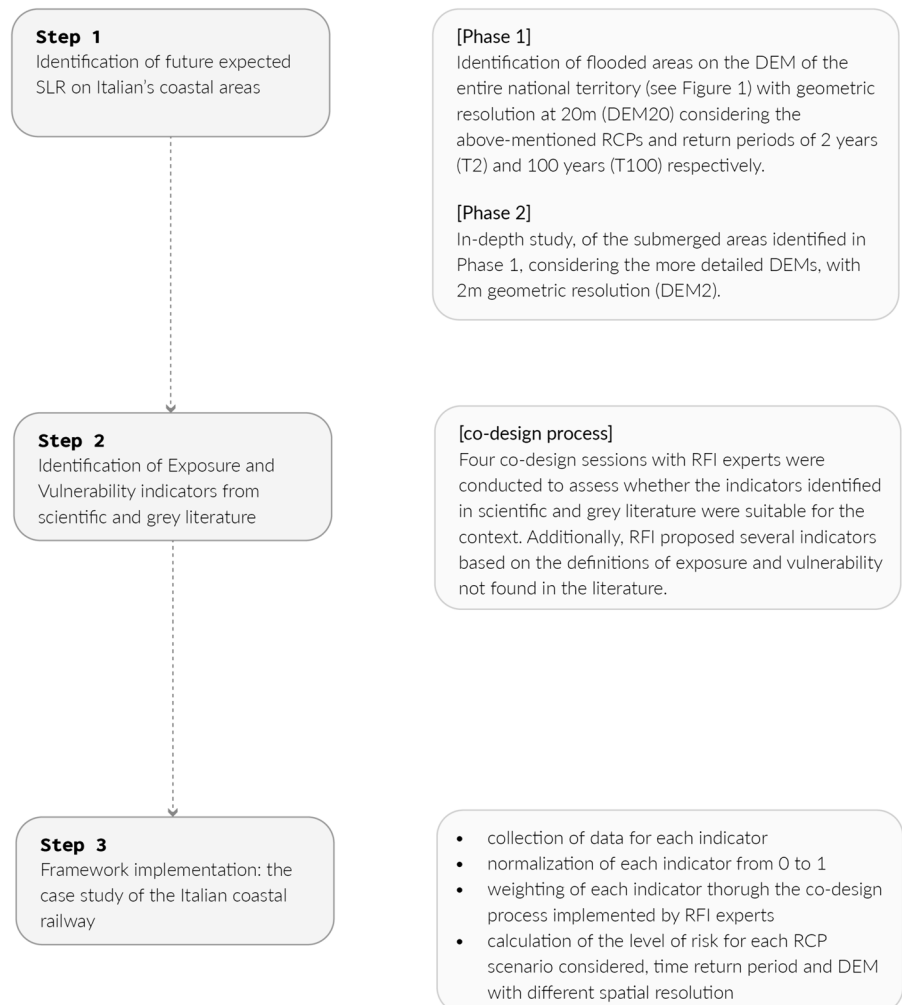 Step 1
Identification of future expected
SLR on Italian's coastal areas
[Phase 1]
Identification of flooded areas on the DEM of the
entire national territory (see Figure 1) with geometric
resolution at 20m (DEM20) considering the
above-mentioned RCPs and return periods of 2 years
(T2) and 100 years (T100) respectively.
[Phase 2]
In-depth study, of the submerged areas identified in
Phase 1, considering the more detailed DEMs, with
2m geometric resolution (DEM2).
Step 2
Identification of Exposure and
Vulnerability indicators from
scientific and grey literature
[co-design process]
Four co-design sessions with RFI experts were
conducted to assess whether the indicators identified
in scientific and grey literature were suitable for the
context. Additionally, RFI proposed several indicators
based on the definitions of exposure and vulnerability
not found in the literature.
Step 3
Framework implementation: the
case study of the Italian coastal
railway
• collection of data for each indicator
• normalization of each indicator from 0 to 1
• weighting of each indicator thorugh the co-design
process implemented by RFI experts
• calculation of the level of risk for each RCP
scenario considered, time return period and DEM
with different spatial resolution